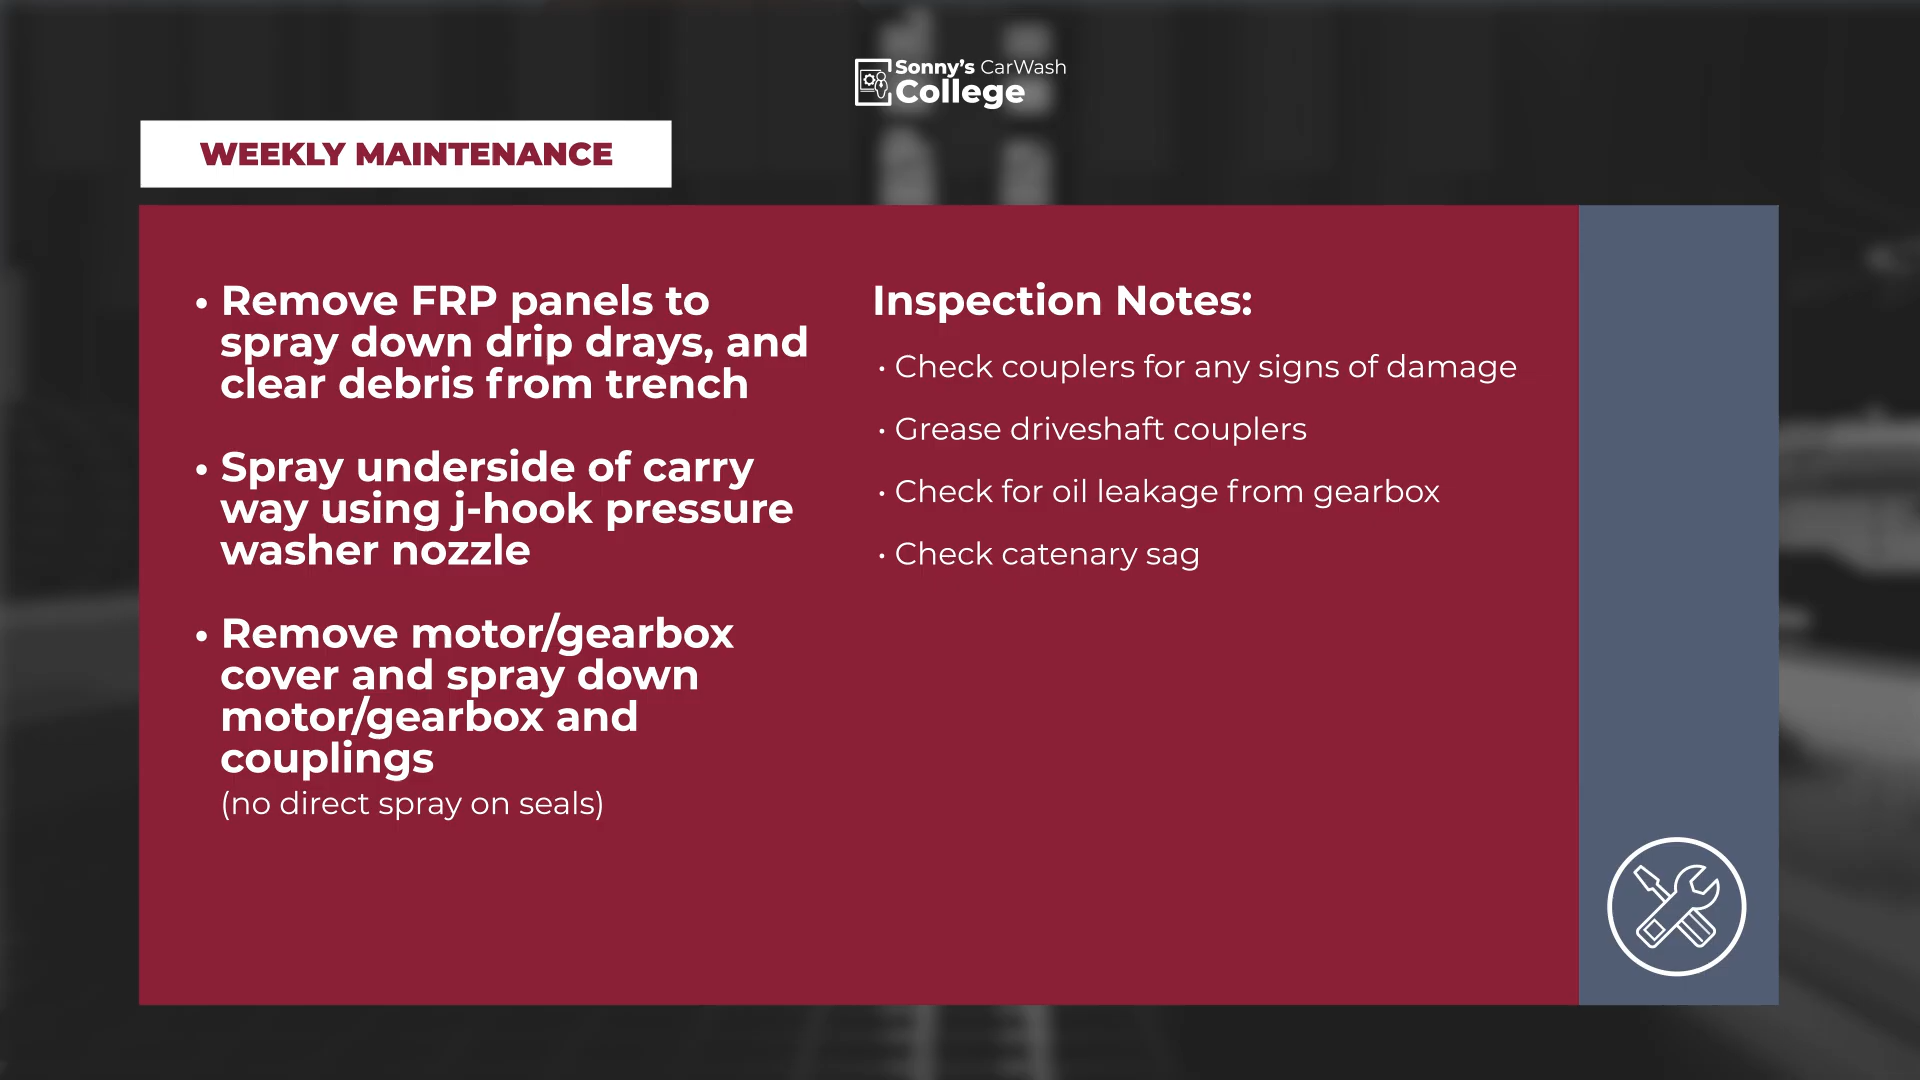 Sonny's CarWash
College
WEEKLY MAINTENANCE
• Remove FRP panels to
spray down drip drays, and
clear debris from trench
• Spray underside of carry
way using j-hook pressure
washer nozzle
• Remove motor/gearbox
cover and spray down
motor/gearbox and
couplings
(no direct spray on seals)
Inspection Notes:
• Check couplers for any signs of damage
• Grease driveshaft couplers
• Check for oil leakage from gearbox
• Check catenary sag